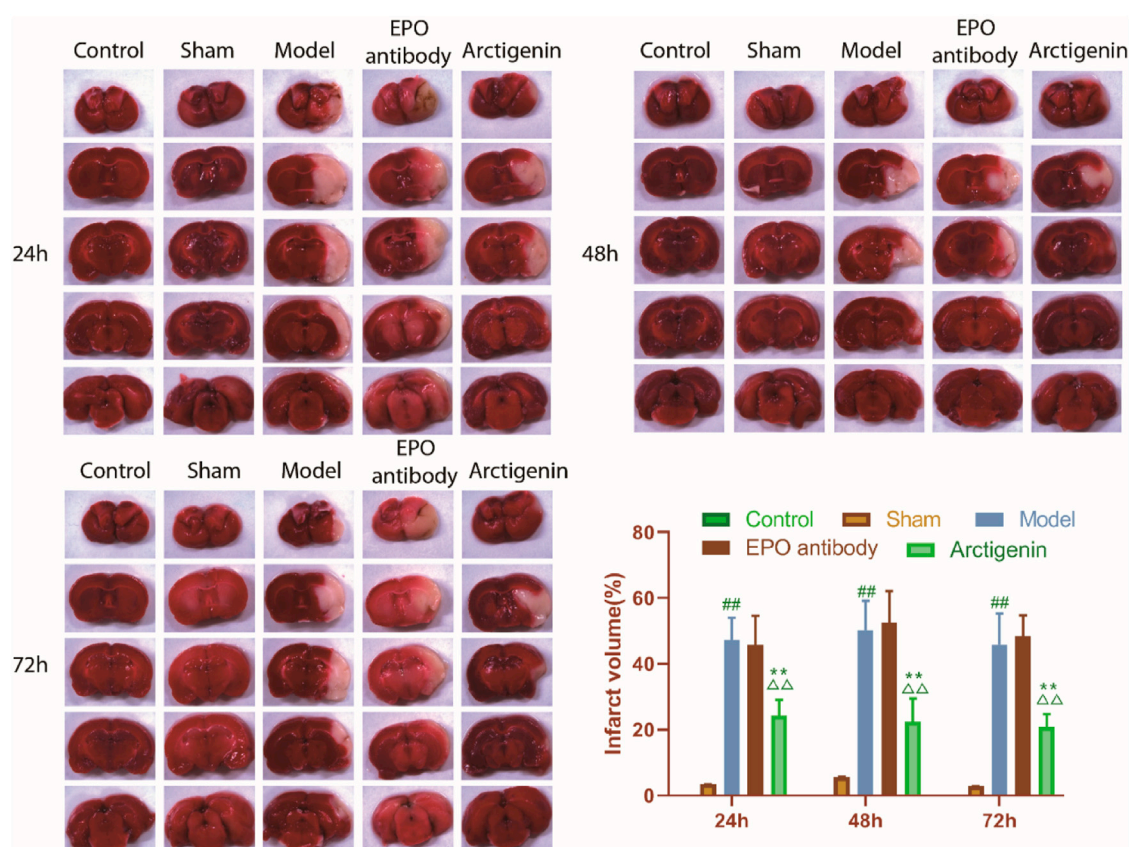 Control Sham Model EPO antibody Arctigenin
24h
Control Sham Model EPO antibody Arctigenin
48h
Control Sham Model EPO antibody Arctigenin
72h
Control Sham Model
EPO antibody Arctigenin
Infarct volume(%)
80
60
40
20
0
##
##
##
**
△△
**
△△
**
△△
24h 48h 72h